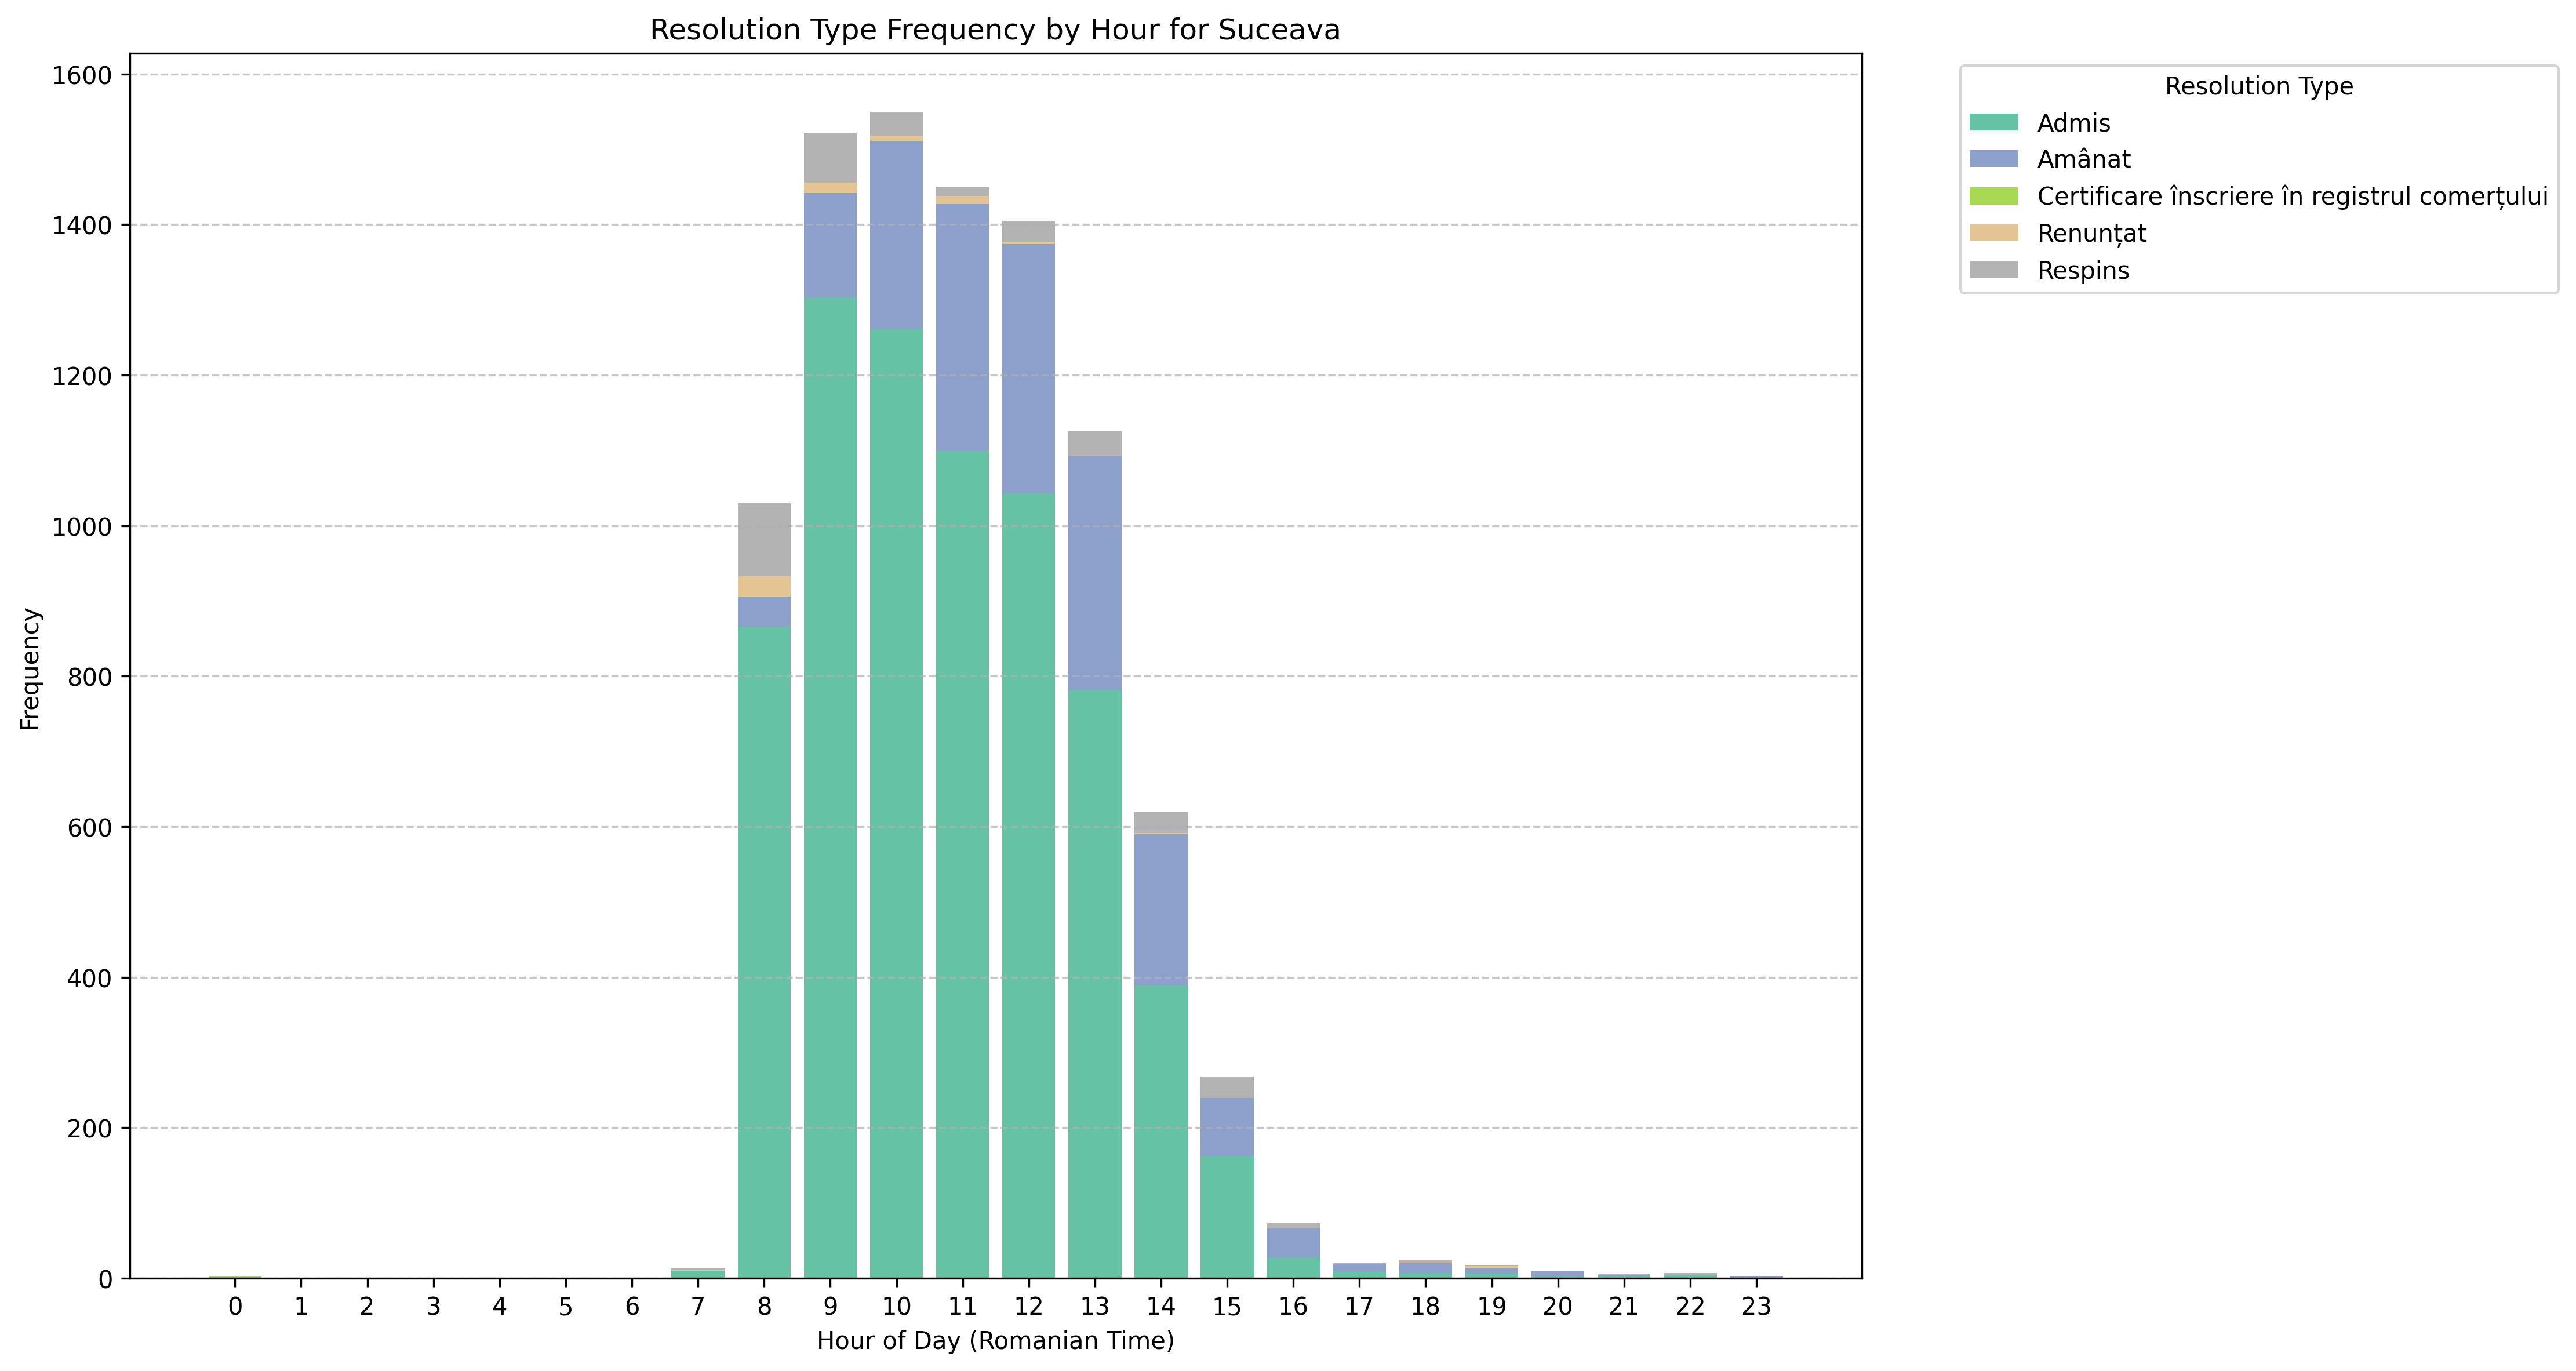 Resolution Type Frequency by Hour for Suceava
Resolution Type
Admis
Amânat
Certificare înscriere în registrul comerțului
Renunțat
Respins
Frequency
1600
1400
1200
1000
800
600
400
200
0
0 1 2 3 4 5 6 7 8 9 10 11 12 13 14 15 16 17 18 19 20 21 22 23
Hour of Day (Romanian Time)